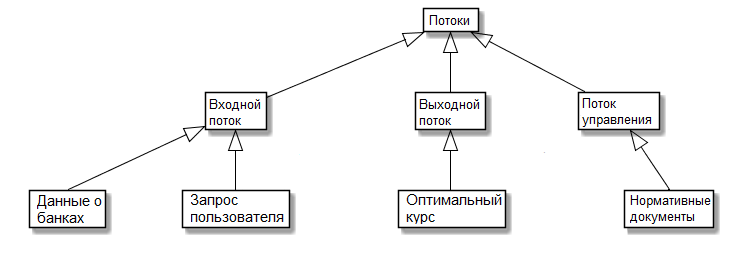 Потоки
Входной
поток
Выходной
поток
Поток
управления
Данные о
банках
Запрос
пользователя
Оптимальный
курс
Нормативные
документы